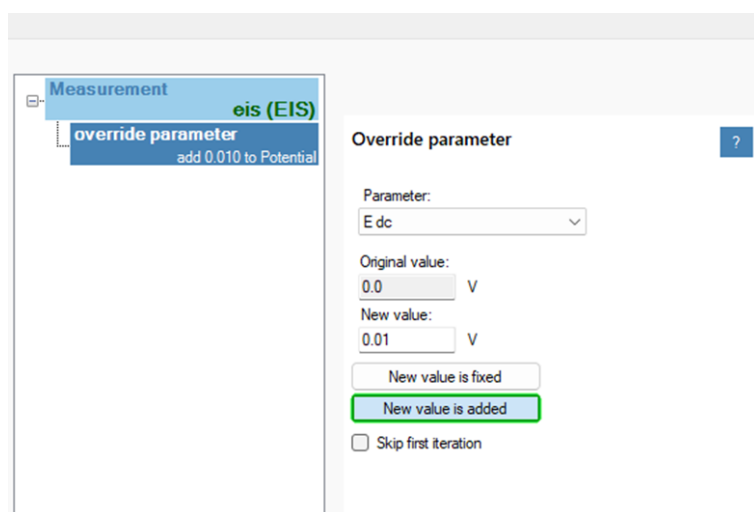 Measurement
eis (EIS)
override parameter
add 0.010 to Potential
Override parameter
?
Parameter:
E dc
Original value:
0.0 V
New value:
0.01 V
New value is fixed
New value is added
Skip first iteration